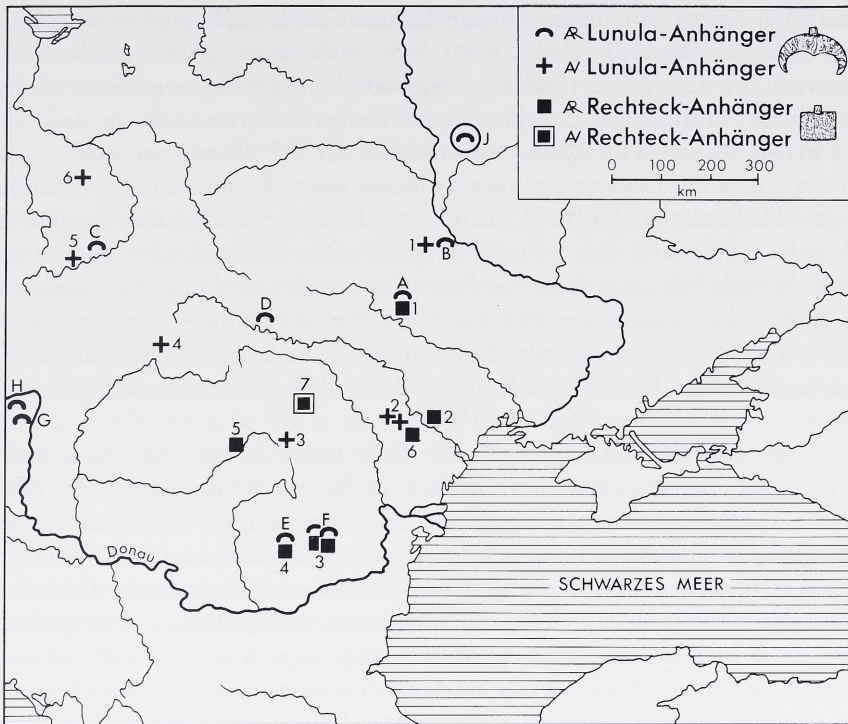 Æ Lunula-Anhänger
N Lunula-Anhänger
Æ Rechteck-Anhänger
N Rechteck-Anhänger
0 100 200 300
km
J
6
5 C
1 B
A
1
D
4
7
H
G
5
3
2
2
6
E
F
4
3
Donau
SCHWARZES MEER